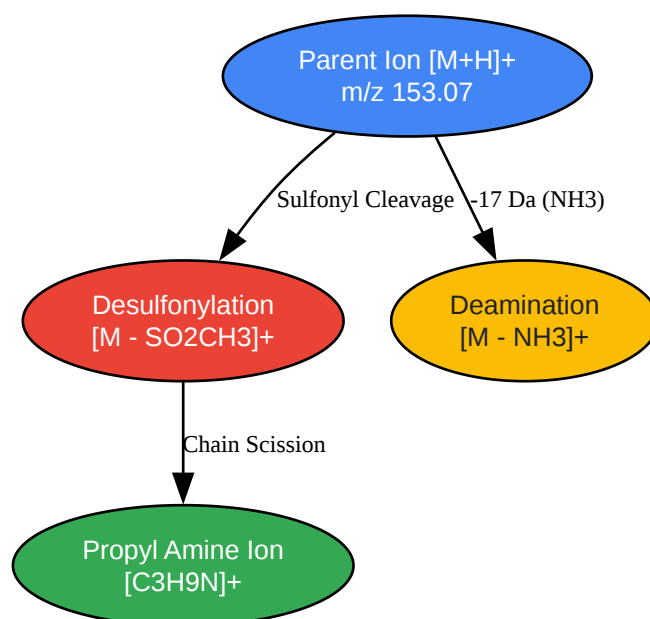 Parent Ion [M+H]+
m/z 153.07
Sulfonyl Cleavage
-17 Da (NH3)
Desulfonylation
[M - SO2CH3]+
Deamination
[M - NH3]+
Chain Scission
Propyl Amine Ion
[C3H9N]+